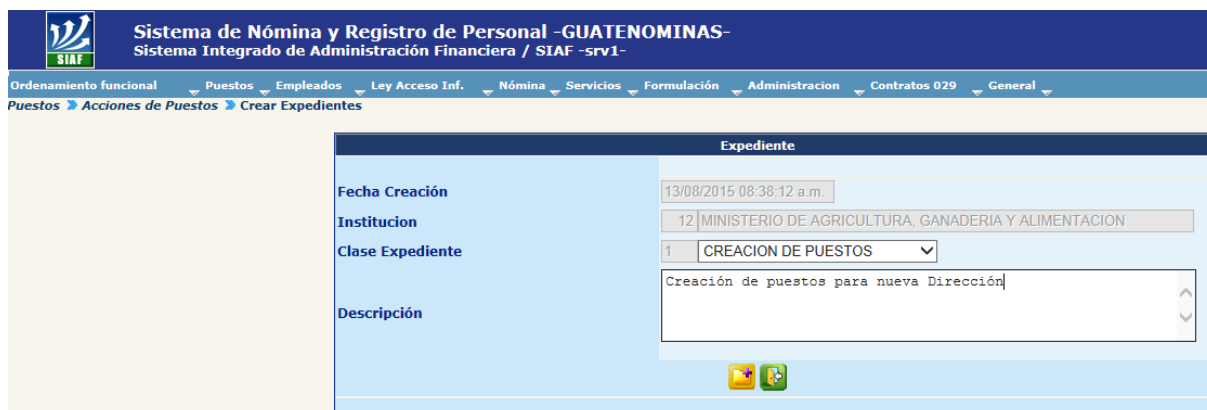 Sistema de Nómina y Registro de Personal -GUATENOMINAS-
Sistema Integrado de Administración Financiera / SIAF -srv1-
SIAF
Ordenamiento funcional Puestos Empleados Ley Acceso Inf. Nómina Servicios Formulación Administracion Contratos 029 General
Puestos Acciones de Puestos Crear Expedientes
Expediente
Fecha Creación 13/08/2015 08:38:12 a.m.
Institucion 12 MINISTERIO DE AGRICULTURA, GANADERIA Y ALIMENTACION
Clase Expediente 1 CREACION DE PUESTOS
Creación de puestos para nueva Dirección
Descripción